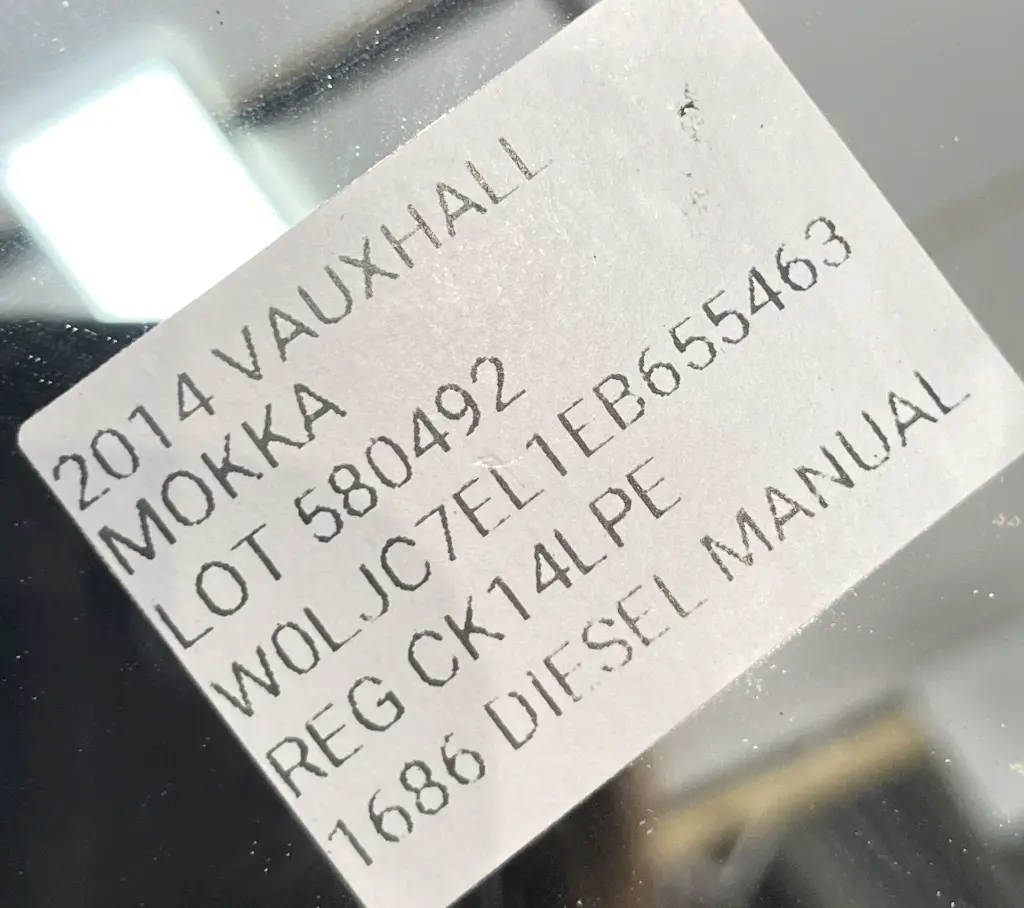 2014 VAUXHALL
MOKKA
LOT 580492
W0LJC7EL1EB655463
REG CK14LPE
1686 DIESEL MANUAL